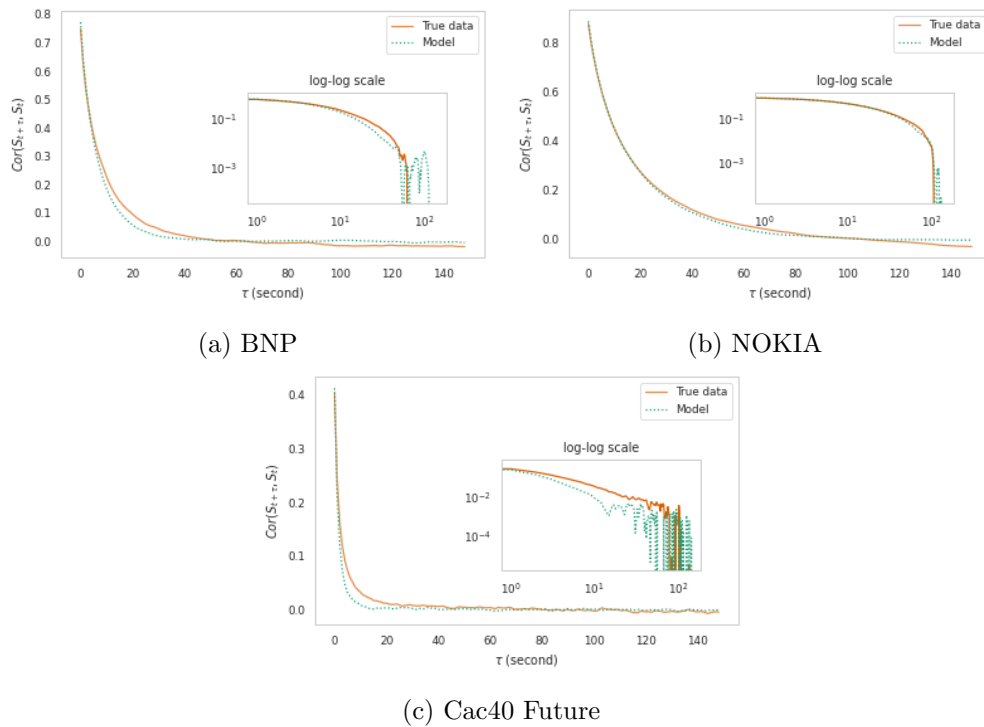 0.8
0.7
0.6
0.5
0.4
0.3
0.2
0.1
0.0
Cor(S_{t+τ}, S_t)
True data
Model
log-log scale
10^{-1}
10^{-3}
10^0 10^1 10^2
0 20 40 60 80 100 120 140
τ (second)
(a) BNP
0.8
0.6
0.4
0.2
0.0
Cor(S_{t+τ}, S_t)
True data
Model
log-log scale
10^{-1}
10^{-3}
10^0 10^1 10^2
0 20 40 60 80 100 120 140
τ (second)
(b) NOKIA
0.4
0.3
0.2
0.1
0.0
Cor(S_{t+τ}, S_t)
True data
Model
log-log scale
10^{-2}
10^{-4}
10^0 10^1 10^2
0 20 40 60 80 100 120 140
τ (second)
(c) Cac40 Future